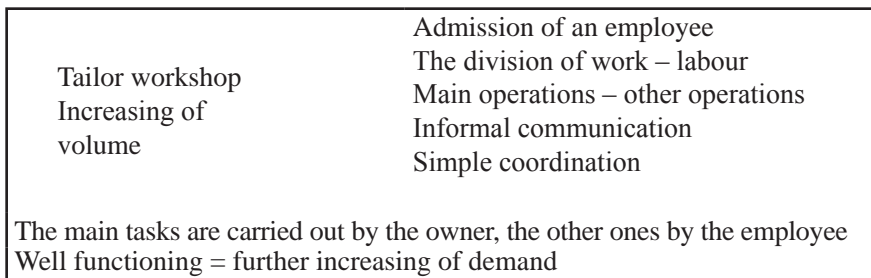 Tailor workshop
Increasing of
volume
Admission of an employee
The division of work – labour
Main operations – other operations
Informal communication
Simple coordination
The main tasks are carried out by the owner, the other ones by the employee
Well functioning = further increasing of demand